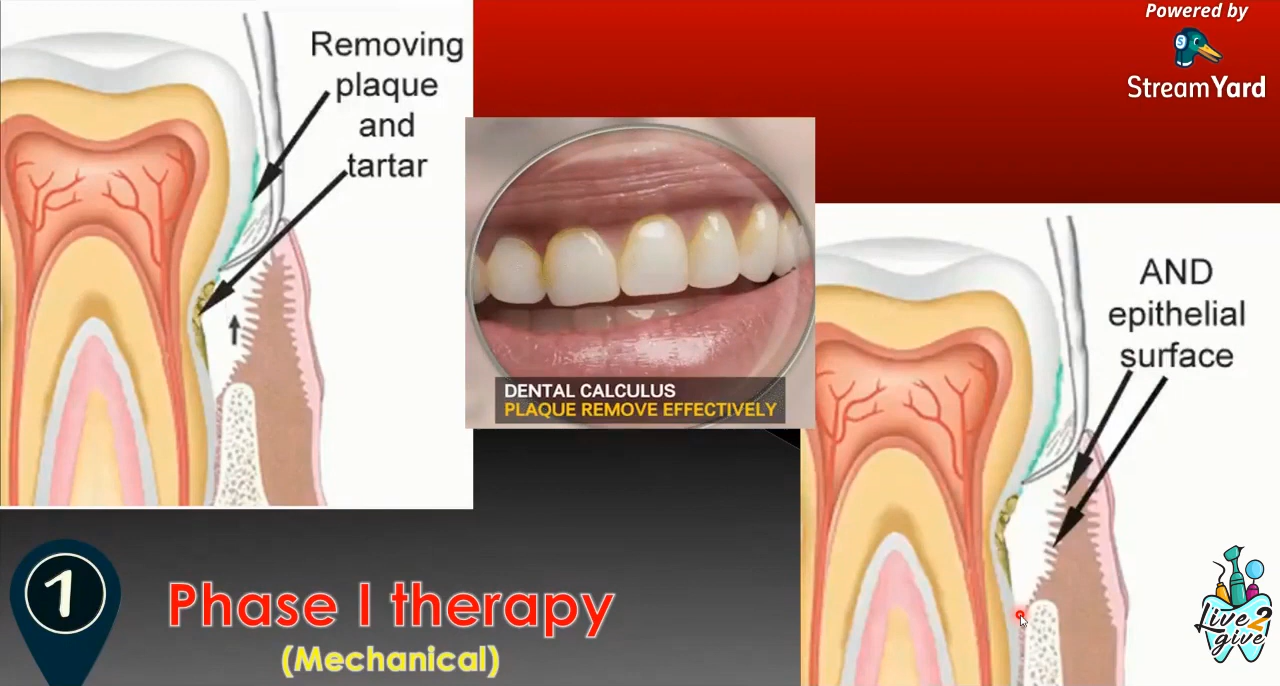 Removing
plaque
and
tartar
Powered by
S
StreamYard
DENTAL CALCULUS
PLAQUE REMOVE EFFECTIVELY
AND
epithelial
surface
1
Phase I therapy
(Mechanical)
Live2
give